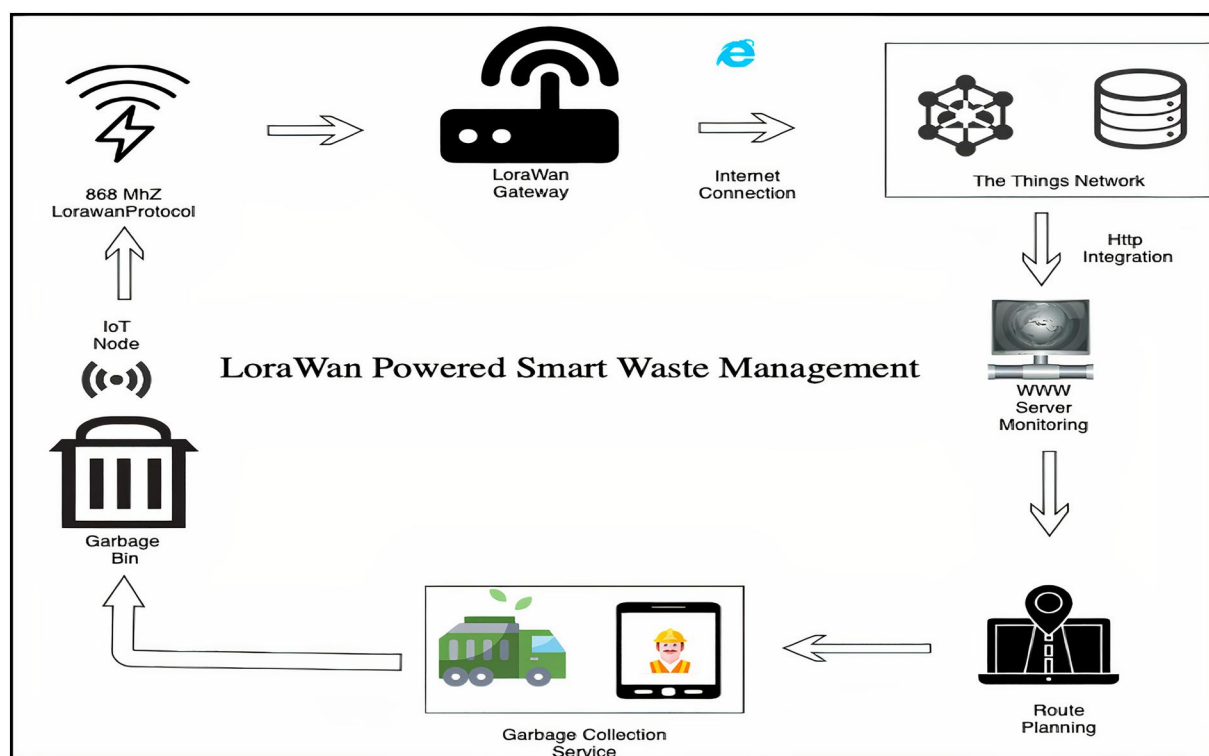 868 MhZ
LorawanProtocol
LoraWan
Gateway
Internet
Connection
The Things Network
Http
Integration
IoT
Node
LoraWan Powered Smart Waste Management
WWW
Server
Monitoring
Garbage
Bin
Garbage Collection
Service
Route
Planning